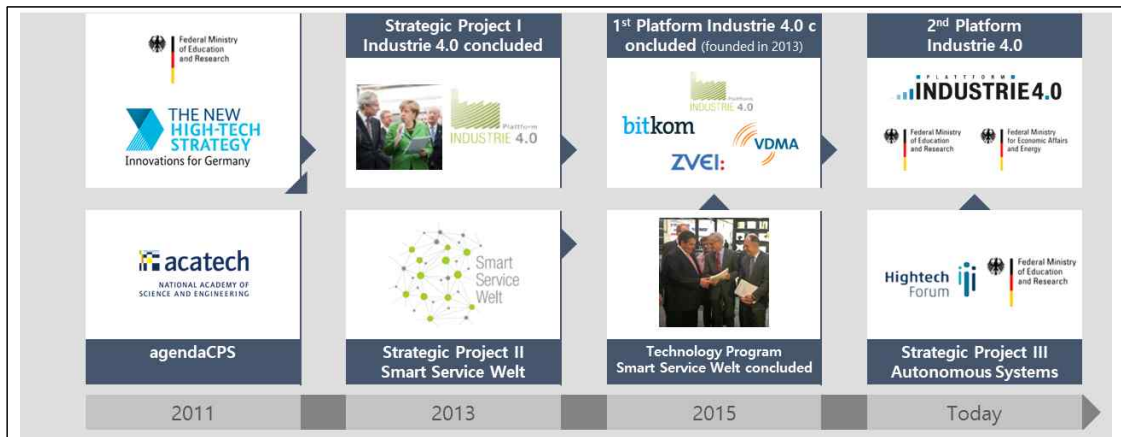 Federal Ministry
of Education
and Research
THE NEW
HIGH-TECH
STRATEGY
Innovations for Germany
Strategic Project I
Industrie 4.0 concluded
Plattform
INDUSTRIE 4.0
1st Platform Industrie 4.0 c
oncluded (founded in 2013)
Plattform
INDUSTRIE 4.0
bitkom
VDMA
ZVEI:
2nd Platform
Industrie 4.0
PLATTFORM
INDUSTRIE4.0
Federal Ministry
of Education
and Research
Federal Ministry
for Economic Affairs
and Energy
acatech
NATIONAL ACADEMY OF
SCIENCE AND ENGINEERING
agendaCPS
Smart
Service
Welt
Strategic Project II
Smart Service Welt
Technology Program
Smart Service Welt concluded
Hightech
Forum
Federal Ministry
of Education
and Research
Strategic Project III
Autonomous Systems
2011
2013
2015
Today